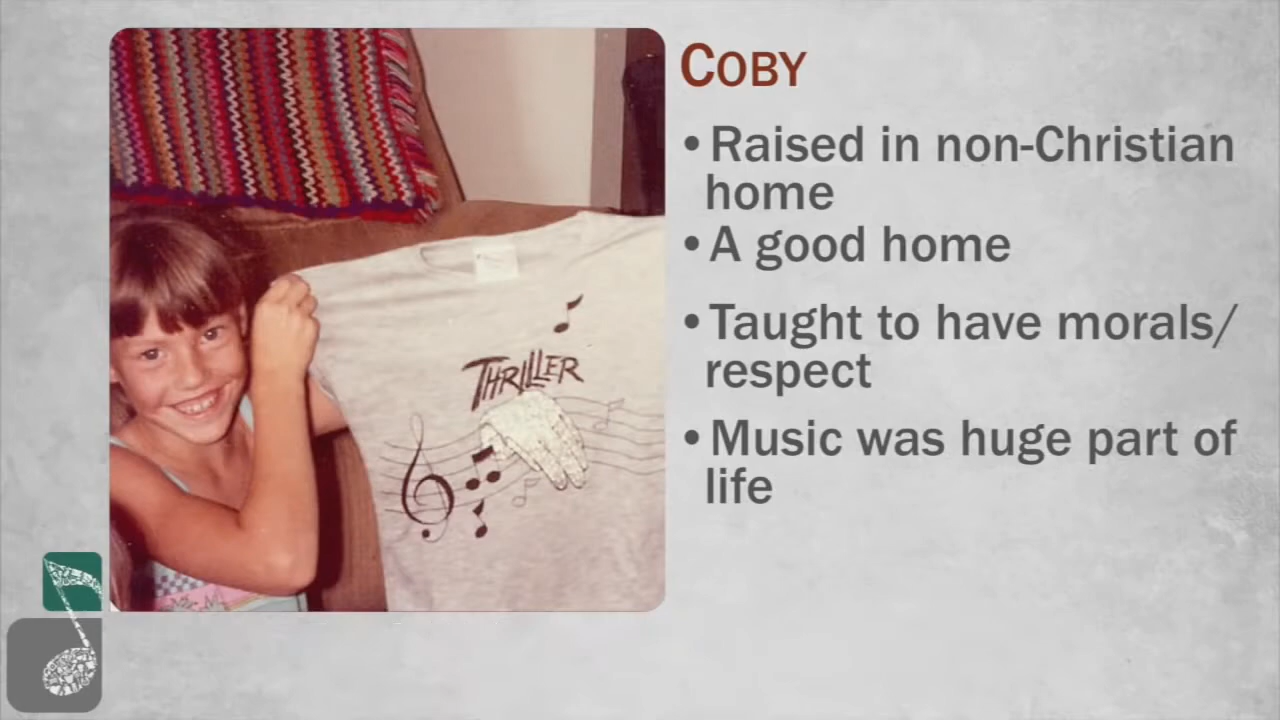 COBY
•Raised in non-Christian
home
•A good home
•Taught to have morals/
respect
•Music was huge part of
life
THRILLER